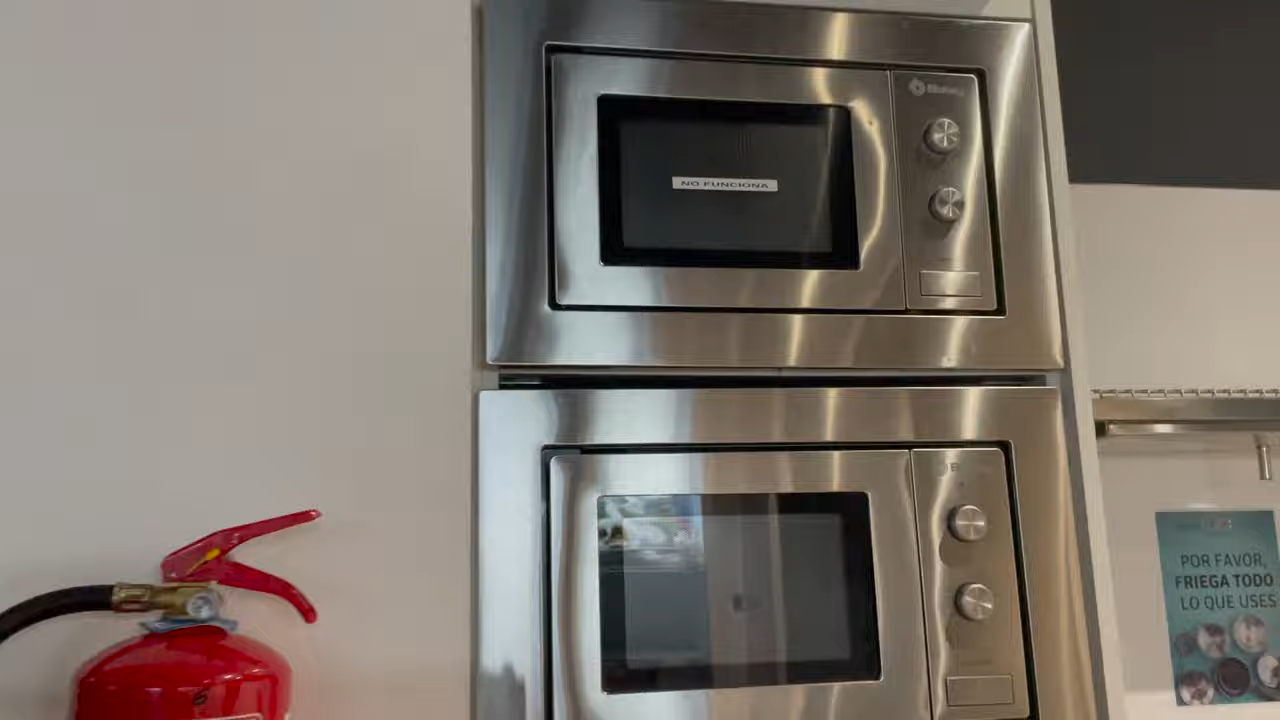 NO FUNCIONA
POR FAVOR,
FRIEGA TODO
LO QUE USES